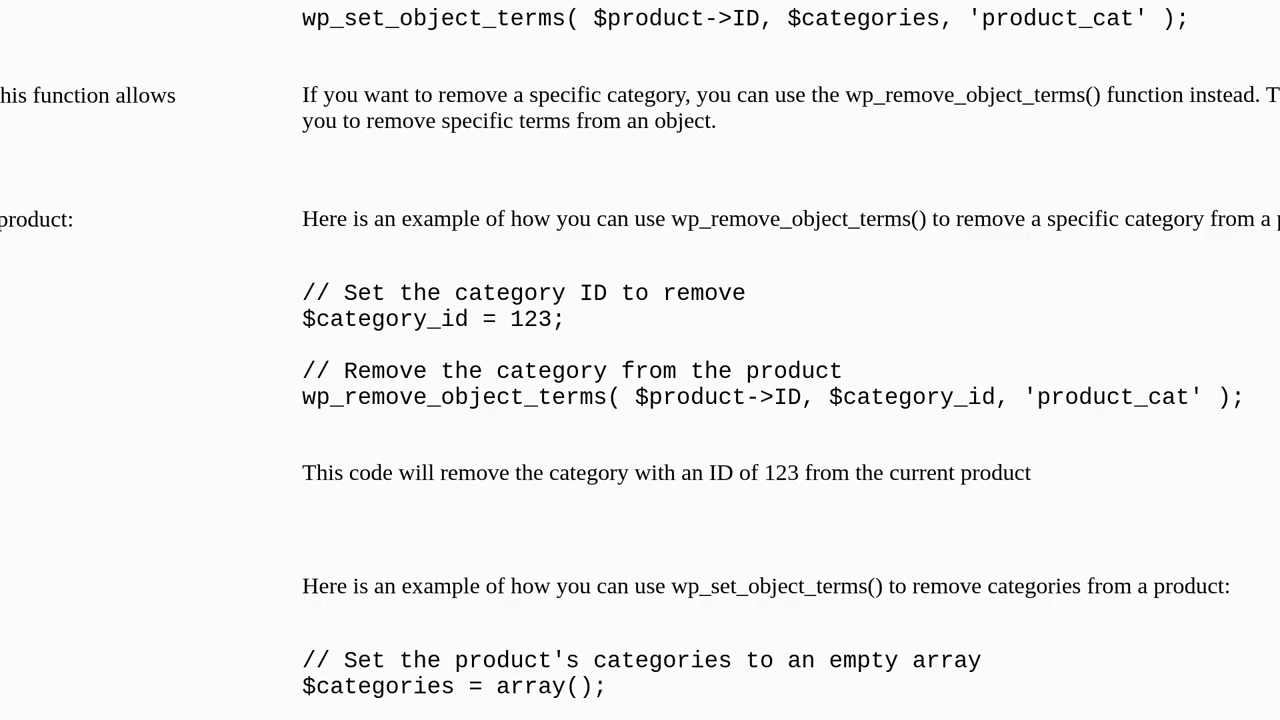 wp_set_object_terms( $product->ID, $categories, 'product_cat' );
his function allows
If you want to remove a specific category, you can use the wp_remove_object_terms() function instead. T
you to remove specific terms from an object.
product:
Here is an example of how you can use wp_remove_object_terms() to remove a specific category from a p
// Set the category ID to remove
$category_id = 123;
// Remove the category from the product
wp_remove_object_terms( $product->ID, $category_id, 'product_cat' );
This code will remove the category with an ID of 123 from the current product
Here is an example of how you can use wp_set_object_terms() to remove categories from a product:
// Set the product's categories to an empty array
$categories = array();